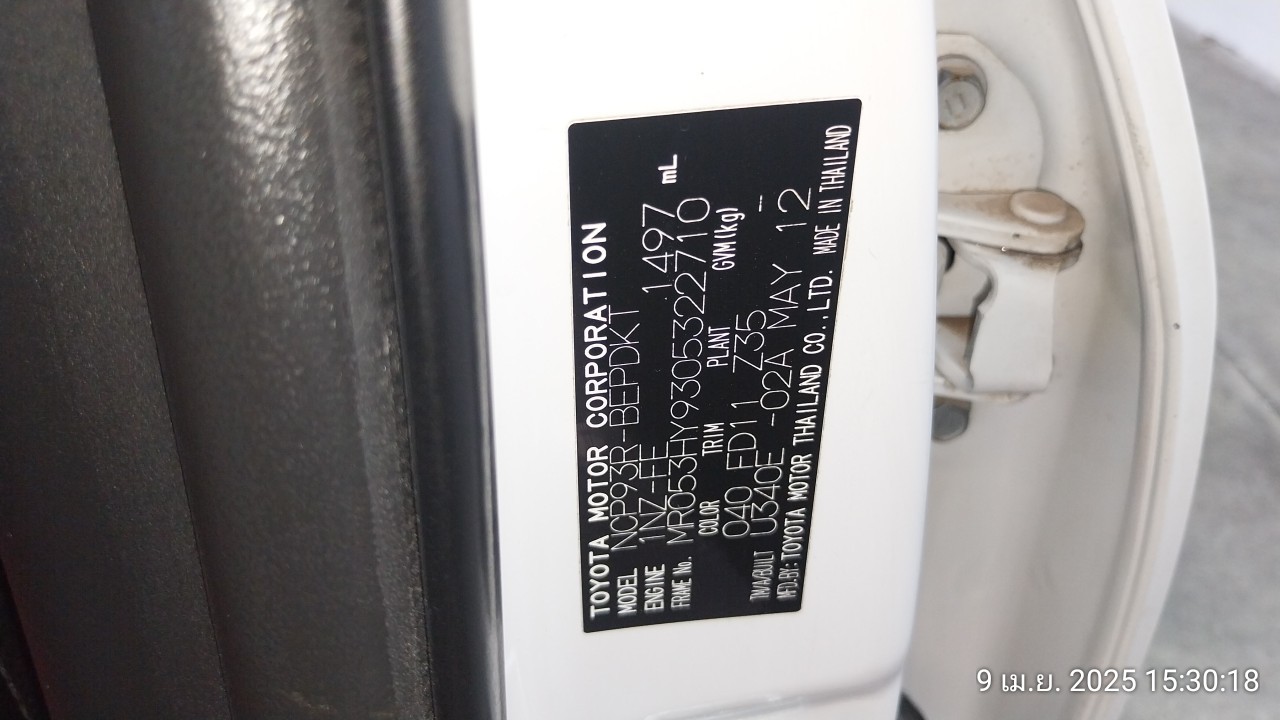 TOYOTA MOTOR CORPORATION
MODEL NCP93R-BEPDKT
ENGINE 1NZ-FE 1497 mL
FRAME No. MR053HY9305322710
COLOR TRIM PLANT GVM(kg)
040 FD11 Z35 --
TM/A/BUILT U340E -02A MAY 12
MFD.BY: TOYOTA MOTOR THAILAND CO.,LTD. MADE IN THAILAND
9 เม.ย. 2025 15:30:18